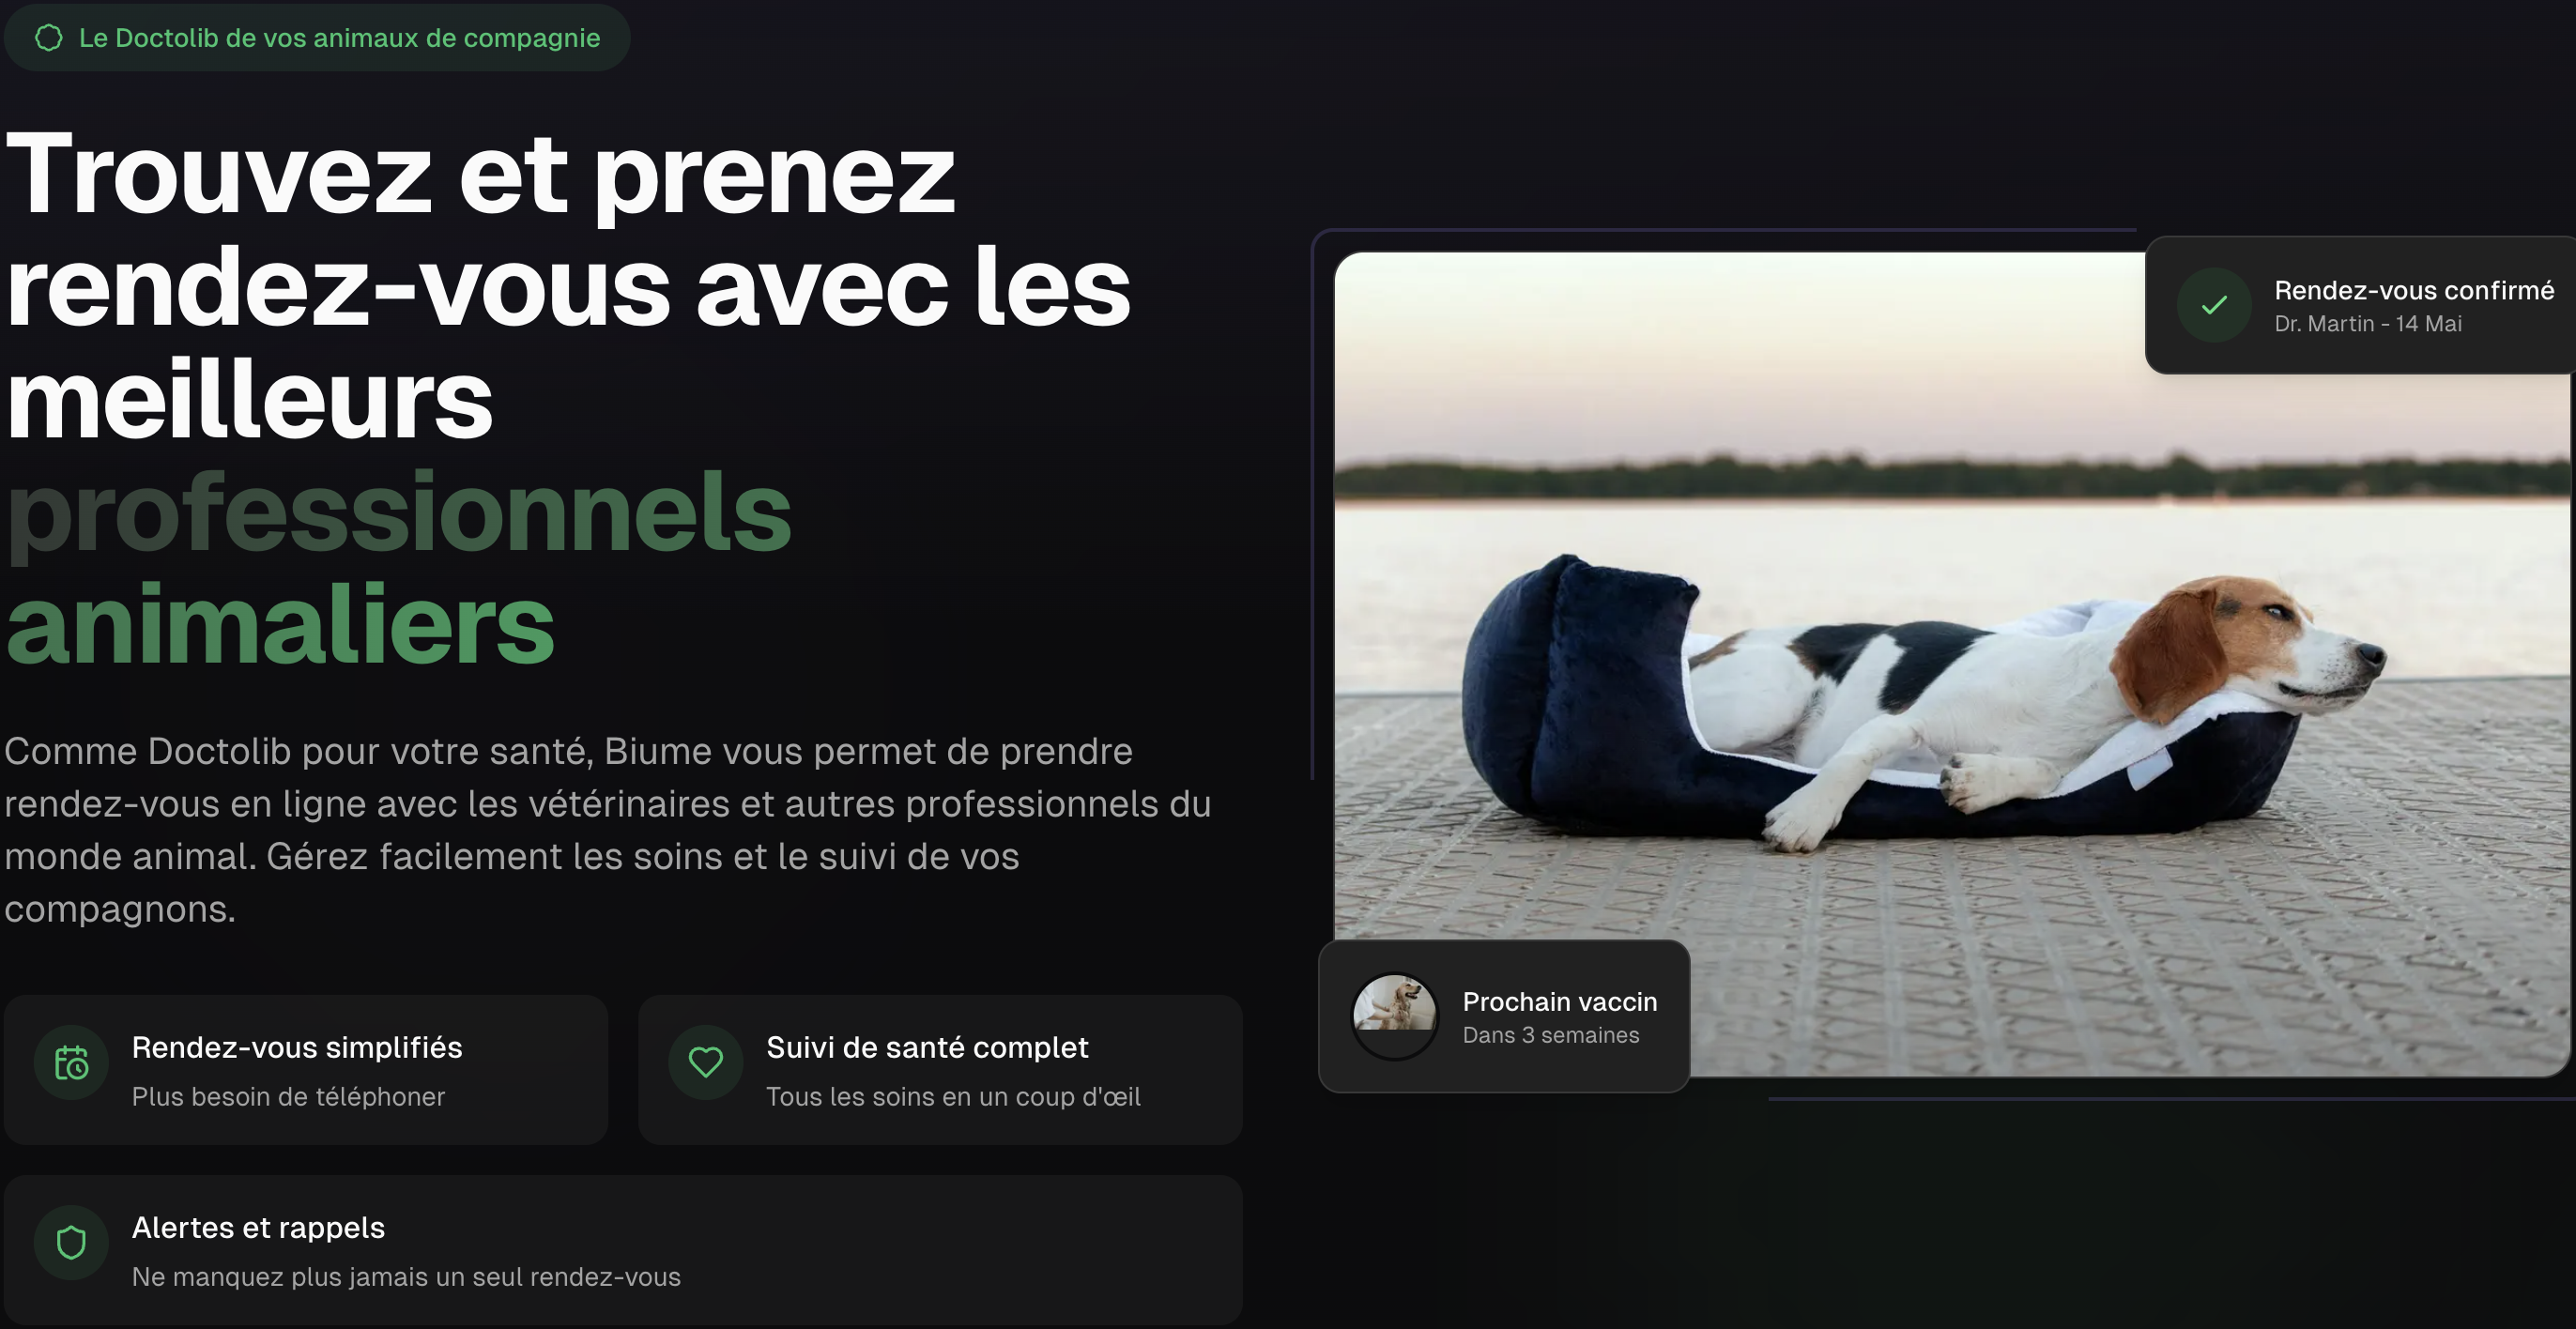 Le Doctolib de vos animaux de compagnie
Trouvez et prenez
rendez-vous avec les
meilleurs
professionnels
animaliers
Comme Doctolib pour votre santé, Biume vous permet de prendre
rendez-vous en ligne avec les vétérinaires et autres professionnels du
monde animal. Gérez facilement les soins et le suivi de vos
compagnons.
Rendez-vous simplifiés
Plus besoin de téléphoner
Suivi de santé complet
Tous les soins en un coup d'œil
Alertes et rappels
Ne manquez plus jamais un seul rendez-vous
Rendez-vous confirmé
Dr. Martin - 14 Mai
Prochain vaccin
Dans 3 semaines